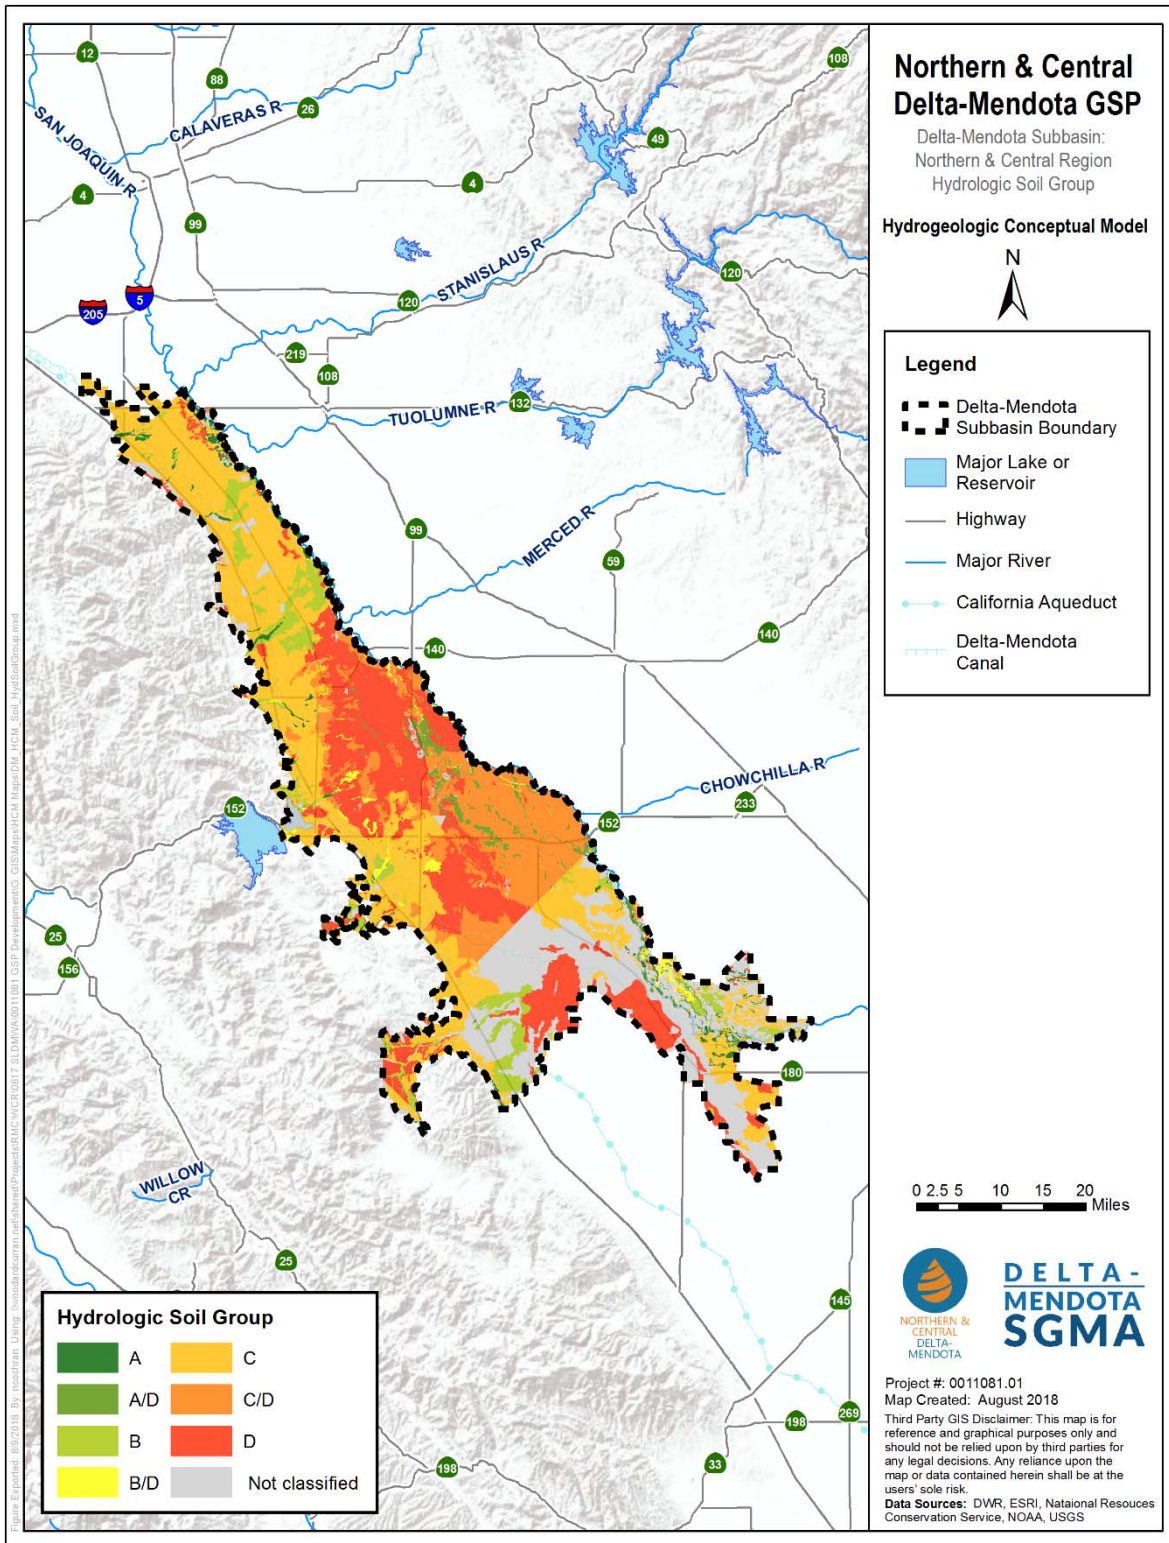 Northern & Central
Delta-Mendota GSP
Delta-Mendota Subbasin:
Northern & Central Region
Hydrologic Soil Group
Hydrogeologic Conceptual Model
N
Legend
Delta-Mendota
Subbasin Boundary
Major Lake or
Reservoir
Highway
Major River
California Aqueduct
Delta-Mendota
Canal
0 2.5 5 10 15 20
Miles
NORTHERN &
CENTRAL
DELTA-
MENDOTA
DELTA-
MENDOTA
SGMA
Project #: 0011081.01
Map Created: August 2018
Third Party GIS Disclaimer: This map is for
reference and graphical purposes only and
should not be relied upon by third parties for
any legal decisions. Any reliance upon the
map or data contained herein shall be at the
users' sole risk.
Data Sources: DWR, ESRI, Nataional Resouces
Conservation Service, NOAA, USGS
12
88
108
26
CALAVERAS R
SAN JOAQUIN R
49
4
4
99
STANISLAUS R
120
5
205
120
219
108
132
TUOLUMNE R
99
MERCED R
59
140
140
CHOWCHILLA R
233
152
152
25
156
180
WILLOW
CR
25
145
198
269
33
198
Hydrologic Soil Group
A
C
A/D
C/D
B
D
B/D
Not classified